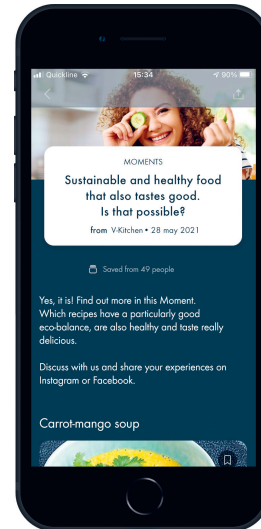 Quickline 15:34 90%
MOMENTS
Sustainable and healthy food
that also tastes good.
Is that possible?
from V-Kitchen • 28 may 2021
Saved from 49 people
Yes, it is! Find out more in this Moment.
Which recipes have a particularly good
eco-balance, are also healthy and taste really
delicious.
Discuss with us and share your experiences on
Instagram or Facebook.
Carrot-mango soup